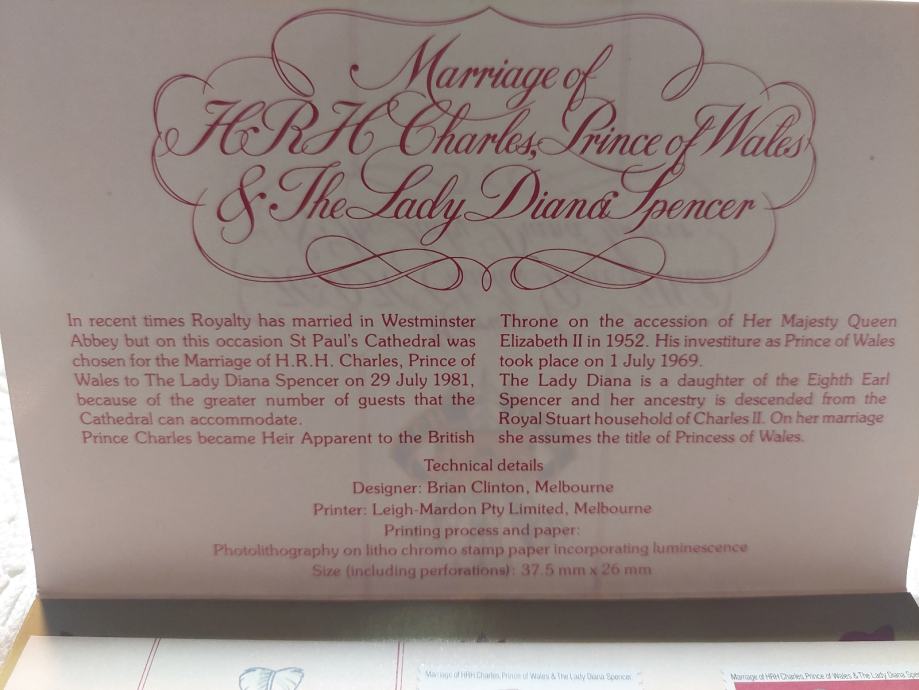 Marriage of
HRH Charles, Prince of Wales
& The Lady Diana Spencer
In recent times Royalty has married in Westminster
Abbey but on this occasion St Paul's Cathedral was
chosen for the Marriage of H.R.H. Charles, Prince of
Wales to The Lady Diana Spencer on 29 July 1981,
because of the greater number of guests that the
Cathedral can accommodate.
Prince Charles became Heir Apparent to the British
Throne on the accession of Her Majesty Queen
Elizabeth II in 1952. His investiture as Prince of Wales
took place on 1 July 1969.
The Lady Diana is a daughter of the Eighth Earl
Spencer and her ancestry is descended from the
Royal Stuart household of Charles II. On her marriage
she assumes the title of Princess of Wales.
Technical details
Designer: Brian Clinton, Melbourne
Printer: Leigh-Mardon Pty Limited, Melbourne
Printing process and paper:
Photolithography on litho chromo stamp paper incorporating luminescence
Size (including perforations): 37.5 mm x 26 mm
Marriage of HRH Charles, Prince of Wales & The Lady Diana Spencer
Marriage of HRH Charles, Prince of Wales & The Lady Diana